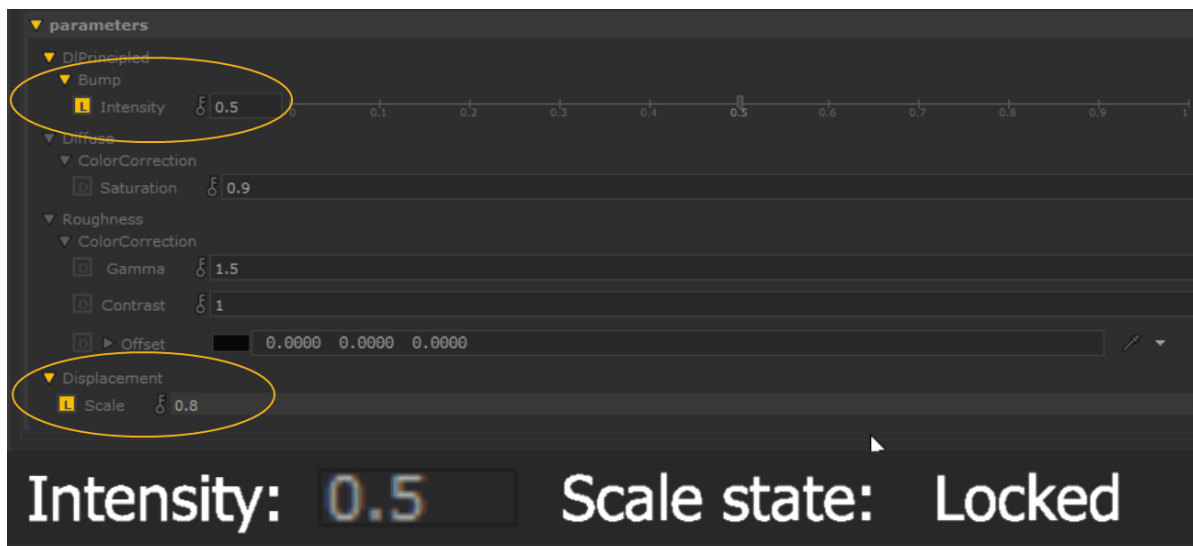 parameters
DlPrincipled
Bump
L Intensity 0.5
0 0.1 0.2 0.3 0.4 0.5 0.6 0.7 0.8 0.9 1
Diffuse
ColorCorrection
D Saturation 0.9
Roughness
ColorCorrection
D Gamma 1.5
D Contrast 1
D Offset 0.0000 0.0000 0.0000
Displacement
L Scale 0.8
Intensity: 0.5 Scale state: Locked